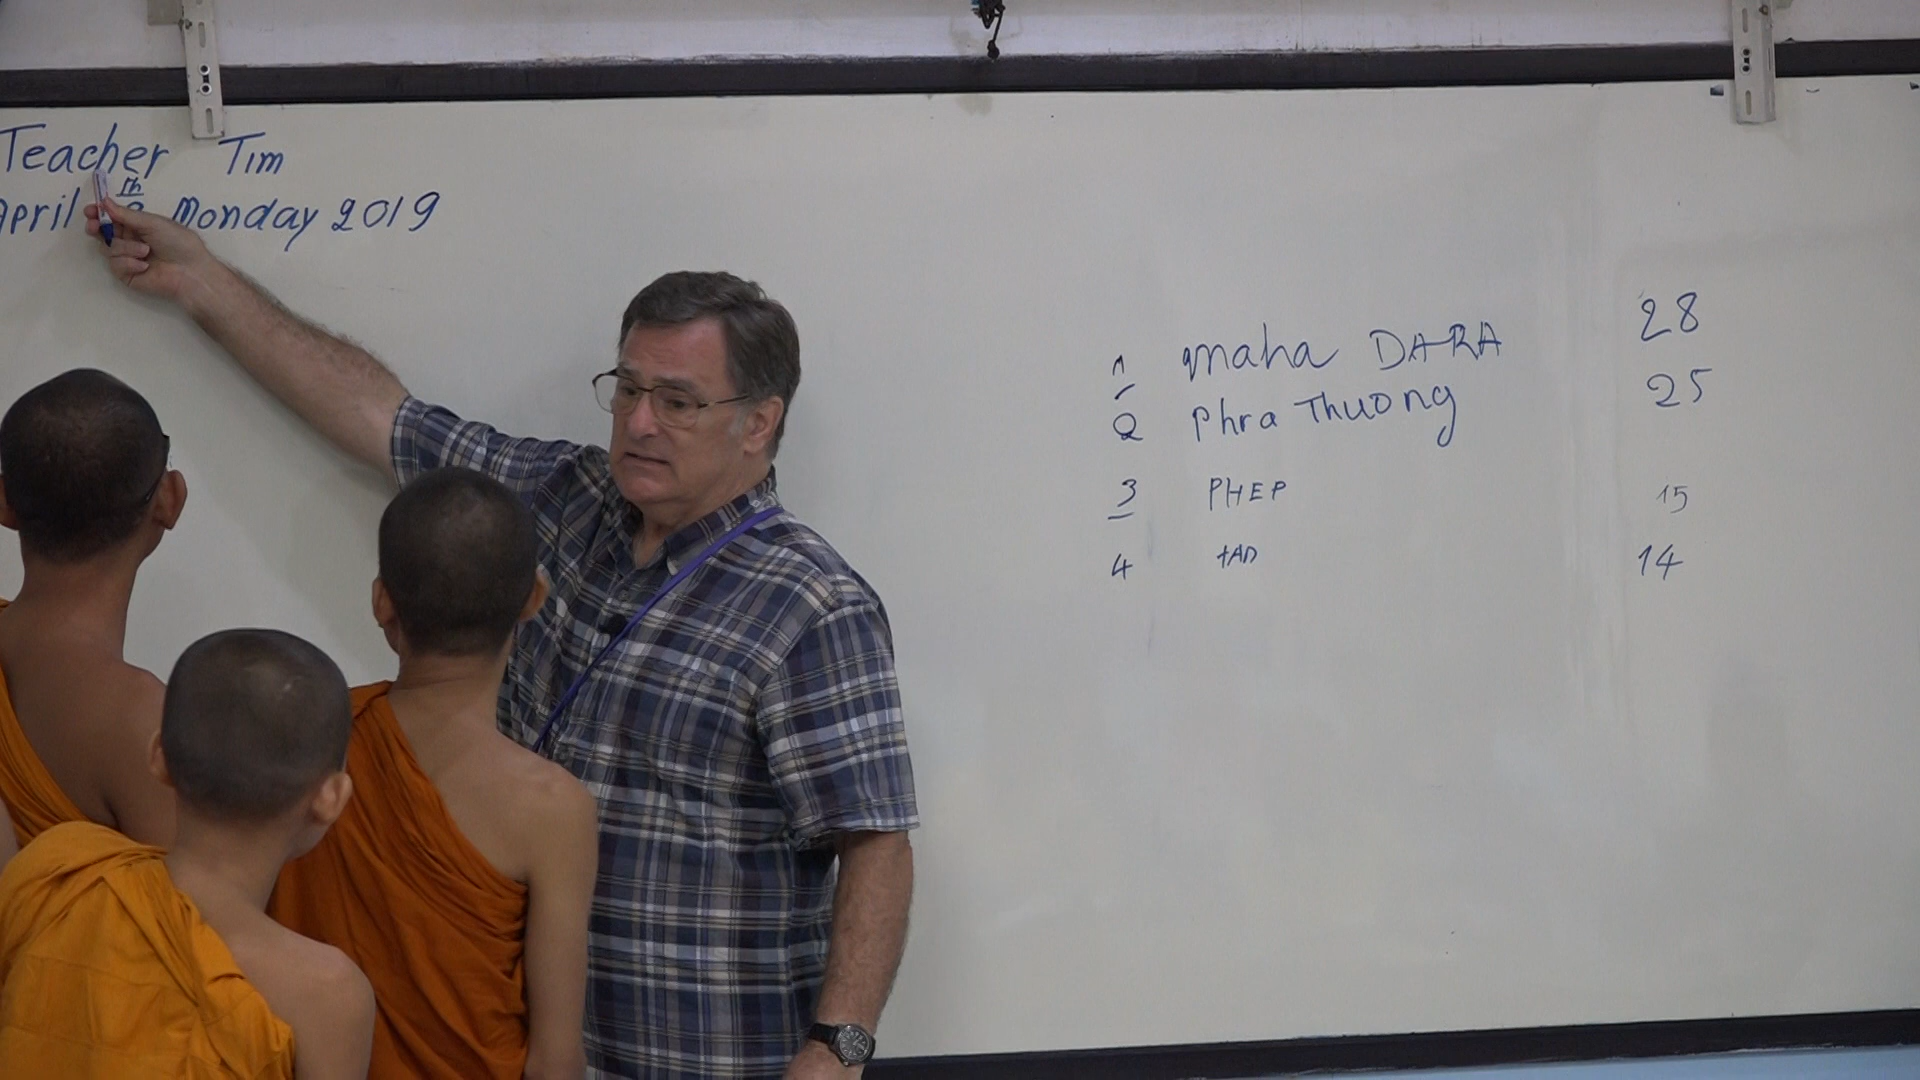 Teacher Tim
April th Monday 2019
1 maha DARA 28
2 Phra Thuong 25
3 PHEP 15
4 tAD 14